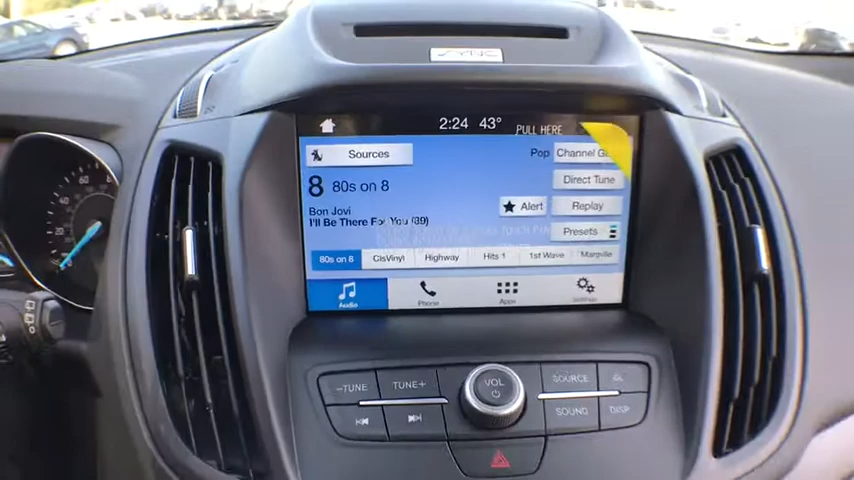 SYNC
2:24 43° PULL HERE
Sources
Pop
8 80s on 8
Direct Tune
Bon Jovi
I'll Be There For You (89)
Alert
Replay
Presets
80s on 8 ClsVinyl Highway Hits 1 1st Wave Margville
Audio Phone Apps Settings
−TUNE TUNE+ VOL SOURCE
SOUND DISP